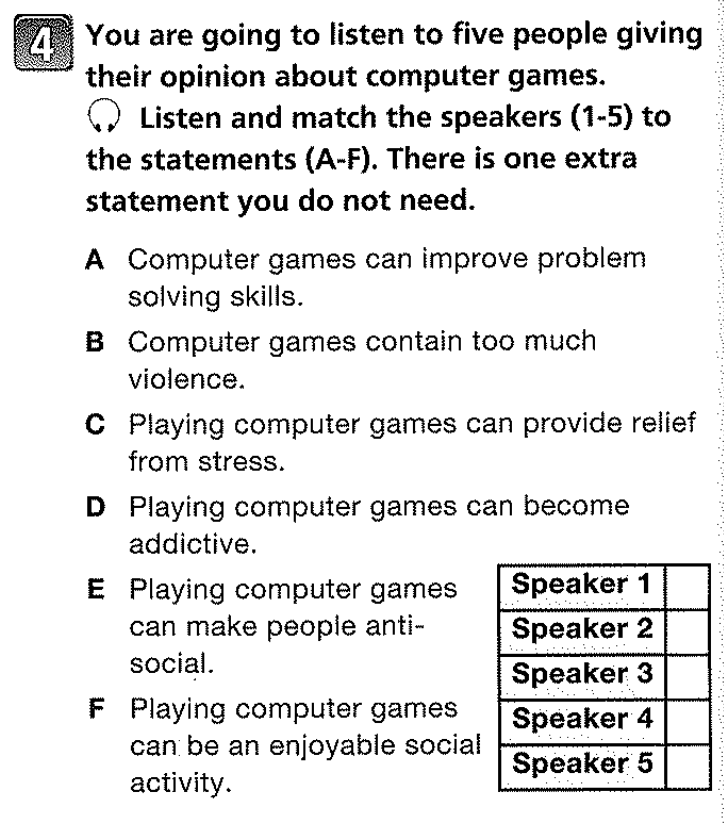 4 You are going to listen to five people giving
their opinion about computer games.
Listen and match the speakers (1-5) to
the statements (A-F). There is one extra
statement you do not need.
A Computer games can improve problem
solving skills.
B Computer games contain too much
violence.
C Playing computer games can provide relief
from stress.
D Playing computer games can become
addictive.
E Playing computer games
can make people anti-
social.
F Playing computer games
can be an enjoyable social
activity.
Speaker 1
Speaker 2
Speaker 3
Speaker 4
Speaker 5